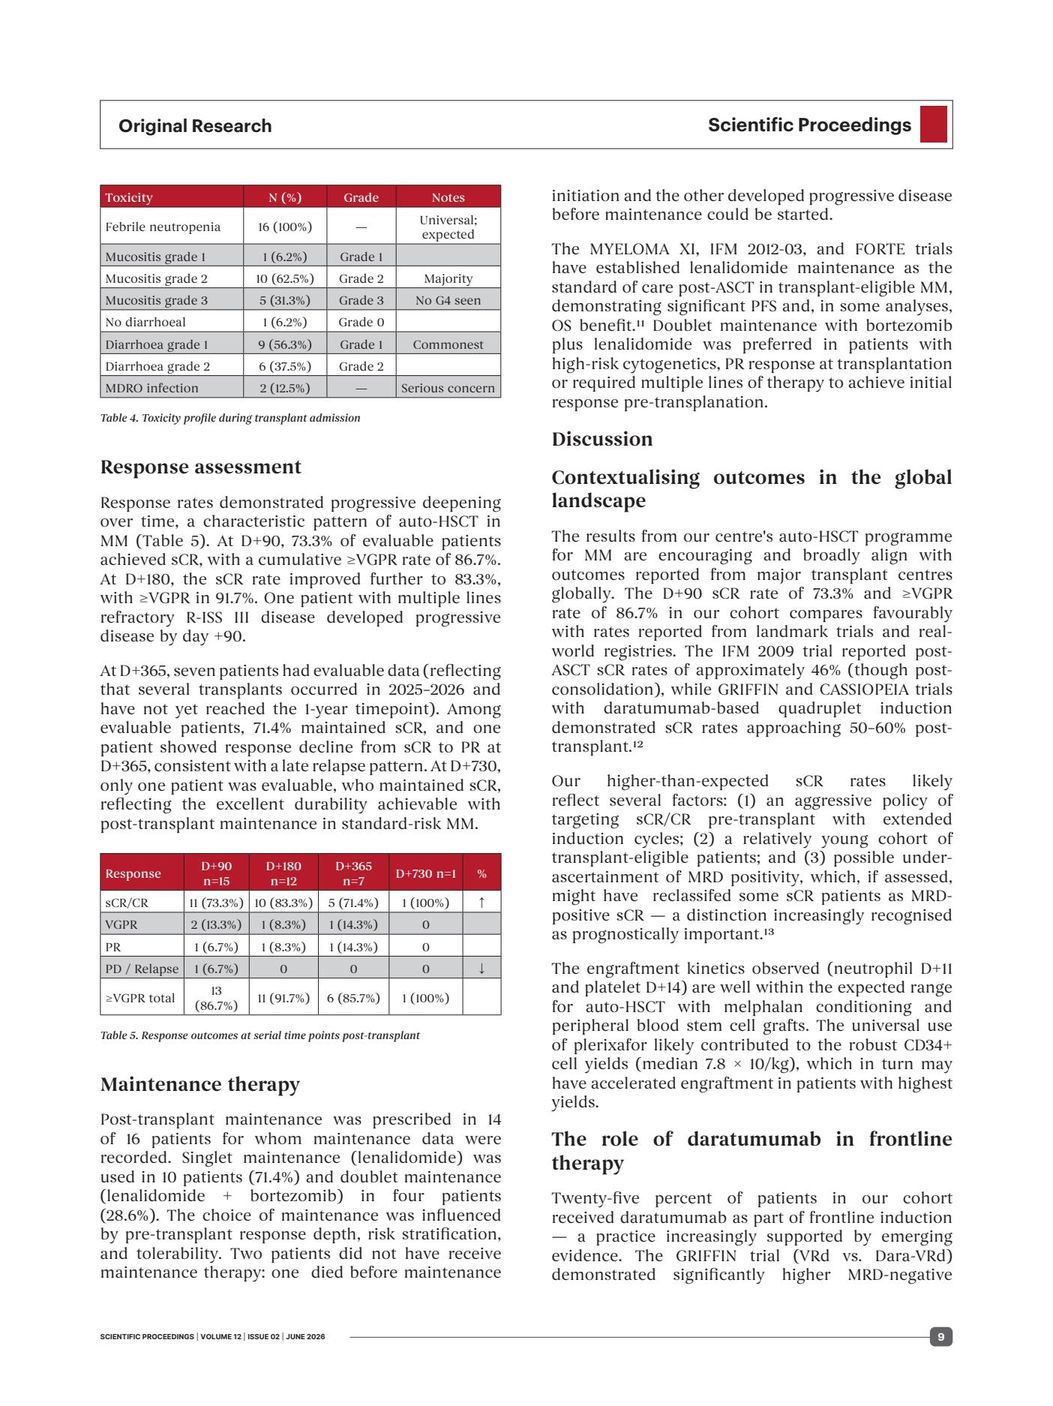 Original Research
Scientific Proceedings
Toxicity N (%) Grade Notes
Febrile neutropenia 16 (100%) — Universal; expected
Mucositis grade 1 1 (6.2%) Grade 1
Mucositis grade 2 10 (62.5%) Grade 2 Majority
Mucositis grade 3 5 (31.3%) Grade 3 No G4 seen
No diarrhoeal 1 (6.2%) Grade 0
Diarrhoea grade 1 9 (56.3%) Grade 1 Commonest
Diarrhoea grade 2 6 (37.5%) Grade 2
MDRO infection 2 (12.5%) — Serious concern
Table 4. Toxicity profile during transplant admission
Response assessment
Response rates demonstrated progressive deepening
over time, a characteristic pattern of auto-HSCT in
MM (Table 5). At D+90, 73.3% of evaluable patients
achieved sCR, with a cumulative ≥VGPR rate of 86.7%.
At D+180, the sCR rate improved further to 83.3%,
with ≥VGPR in 91.7%. One patient with multiple lines
refractory R-ISS III disease developed progressive
disease by day +90.
At D+365, seven patients had evaluable data (reflecting
that several transplants occurred in 2025–2026 and
have not yet reached the 1-year timepoint). Among
evaluable patients, 71.4% maintained sCR, and one
patient showed response decline from sCR to PR at
D+365, consistent with a late relapse pattern. At D+730,
only one patient was evaluable, who maintained sCR,
reflecting the excellent durability achievable with
post-transplant maintenance in standard-risk MM.
Response D+90 n=15 D+180 n=12 D+365 n=7 D+730 n=1 %
sCR/CR 11 (73.3%) 10 (83.3%) 5 (71.4%) 1 (100%) ↑
VGPR 2 (13.3%) 1 (8.3%) 1 (14.3%) 0
PR 1 (6.7%) 1 (8.3%) 1 (14.3%) 0
PD / Relapse 1 (6.7%) 0 0 0 ↓
≥VGPR total 13 (86.7%) 11 (91.7%) 6 (85.7%) 1 (100%)
Table 5. Response outcomes at serial time points post-transplant
Maintenance therapy
Post-transplant maintenance was prescribed in 14
of 16 patients for whom maintenance data were
recorded. Singlet maintenance (lenalidomide) was
used in 10 patients (71.4%) and doublet maintenance
(lenalidomide + bortezomib) in four patients
(28.6%). The choice of maintenance was influenced
by pre-transplant response depth, risk stratification,
and tolerability. Two patients did not have receive
maintenance therapy: one died before maintenance
initiation and the other developed progressive disease
before maintenance could be started.
The MYELOMA XI, IFM 2012-03, and FORTE trials
have established lenalidomide maintenance as the
standard of care post-ASCT in transplant-eligible MM,
demonstrating significant PFS and, in some analyses,
OS benefit.¹¹ Doublet maintenance with bortezomib
plus lenalidomide was preferred in patients with
high-risk cytogenetics, PR response at transplantation
or required multiple lines of therapy to achieve initial
response pre-transplanation.
Discussion
Contextualising outcomes in the global
landscape
The results from our centre's auto-HSCT programme
for MM are encouraging and broadly align with
outcomes reported from major transplant centres
globally. The D+90 sCR rate of 73.3% and ≥VGPR
rate of 86.7% in our cohort compares favourably
with rates reported from landmark trials and real-
world registries. The IFM 2009 trial reported post-
ASCT sCR rates of approximately 46% (though post-
consolidation), while GRIFFIN and CASSIOPEIA trials
with daratumumab-based quadruplet induction
demonstrated sCR rates approaching 50–60% post-
transplant.¹²
Our higher-than-expected sCR rates likely
reflect several factors: (1) an aggressive policy of
targeting sCR/CR pre-transplant with extended
induction cycles; (2) a relatively young cohort of
transplant-eligible patients; and (3) possible under-
ascertainment of MRD positivity, which, if assessed,
might have reclassifed some sCR patients as MRD-
positive sCR — a distinction increasingly recognised
as prognostically important.¹³
The engraftment kinetics observed (neutrophil D+11
and platelet D+14) are well within the expected range
for auto-HSCT with melphalan conditioning and
peripheral blood stem cell grafts. The universal use
of plerixafor likely contributed to the robust CD34+
cell yields (median 7.8 × 10/kg), which in turn may
have accelerated engraftment in patients with highest
yields.
The role of daratumumab in frontline
therapy
Twenty-five percent of patients in our cohort
received daratumumab as part of frontline induction
— a practice increasingly supported by emerging
evidence. The GRIFFIN trial (VRd vs. Dara-VRd)
demonstrated significantly higher MRD-negative
SCIENTIFIC PROCEEDINGS | VOLUME 12 | ISSUE 02 | JUNE 2026
9